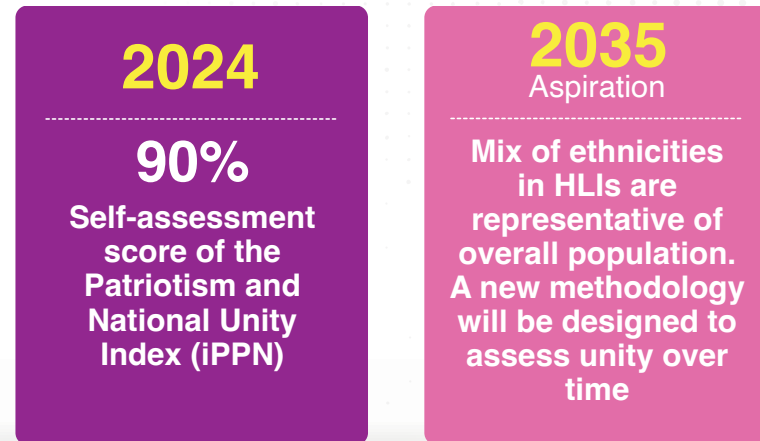 2024
90%
Self-assessment
score of the
Patriotism and
National Unity
Index (iPPN)
2035
Aspiration
Mix of ethnicities
in HLIs are
representative of
overall population.
A new methodology
will be designed to
assess unity over
time